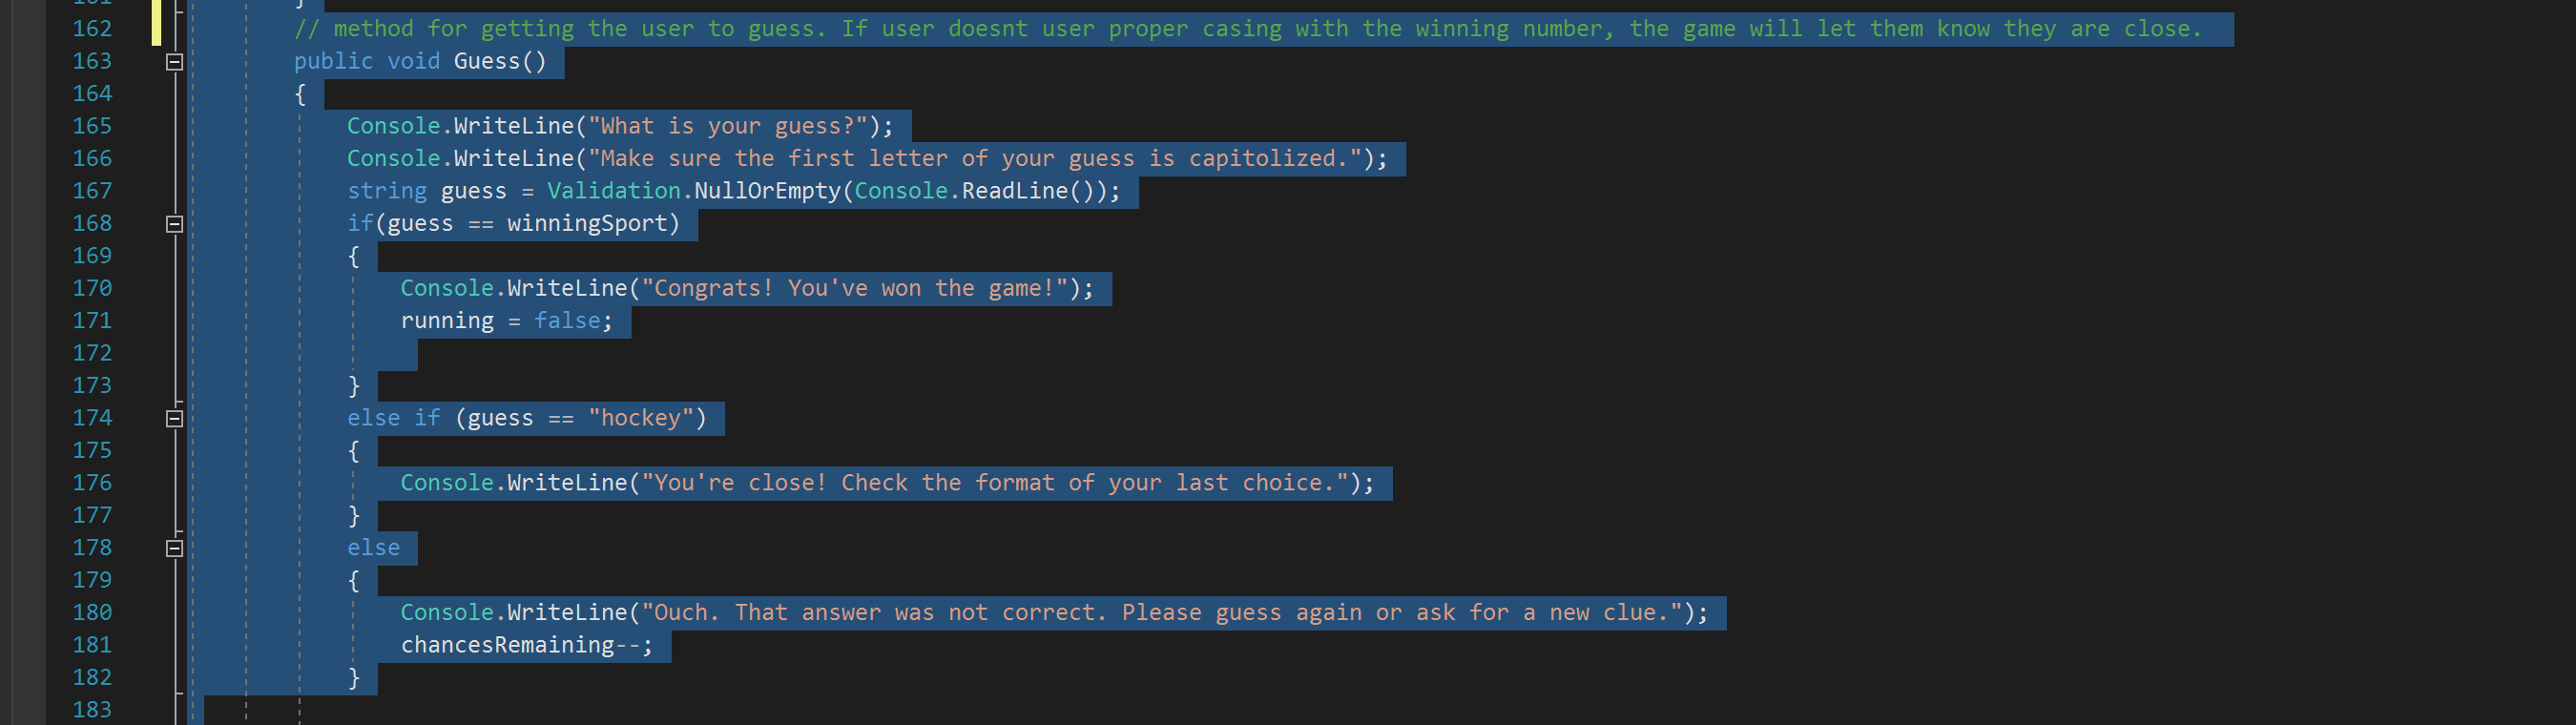 161 }
162 // method for getting the user to guess. If user doesnt user proper casing with the winning number, the game will let them know they are close.
163 public void Guess()
164 {
165 Console.WriteLine("What is your guess?");
166 Console.WriteLine("Make sure the first letter of your guess is capitolized.");
167 string guess = Validation.NullOrEmpty(Console.ReadLine());
168 if(guess == winningSport)
169 {
170 Console.WriteLine("Congrats! You've won the game!");
171 running = false;
172
173 }
174 else if (guess == "hockey")
175 {
176 Console.WriteLine("You're close! Check the format of your last choice.");
177 }
178 else
179 {
180 Console.WriteLine("Ouch. That answer was not correct. Please guess again or ask for a new clue.");
181 chancesRemaining--;
182 }
183